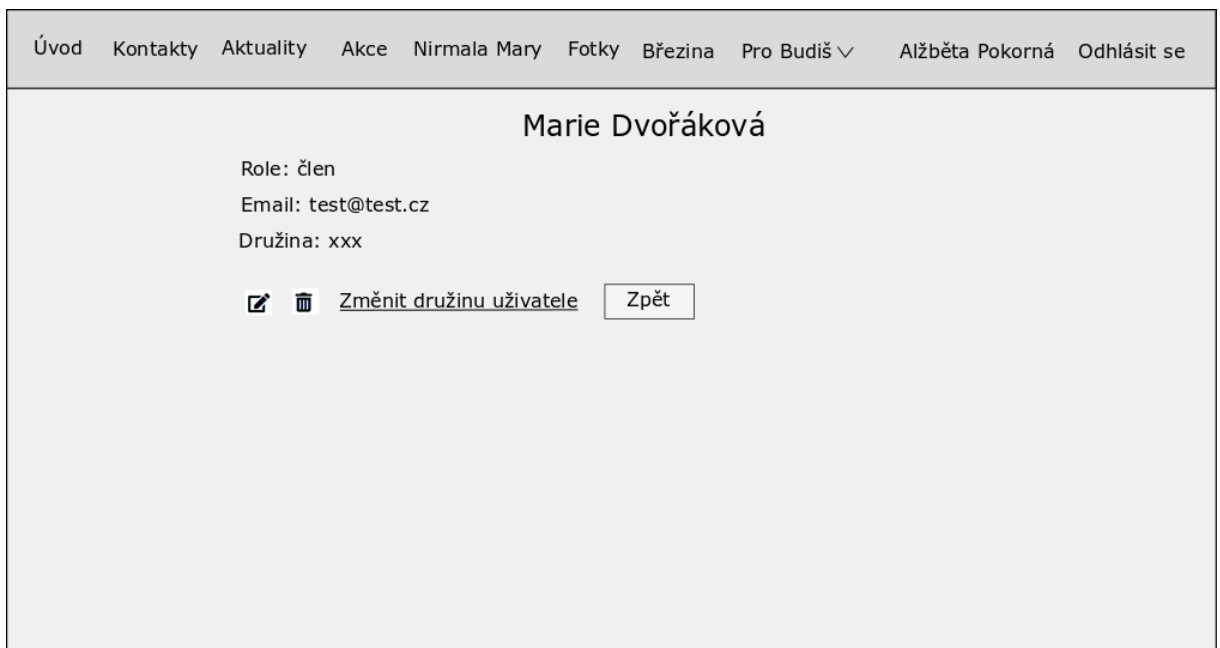 Úvod Kontakty Aktuality Akce Nirmala Mary Fotky Březina Pro Budiš Alžběta Pokorná Odhlásit se
Marie Dvořáková
Role: člen
Email: test@test.cz
Družina: xxx
Změnit družinu uživatele Zpět